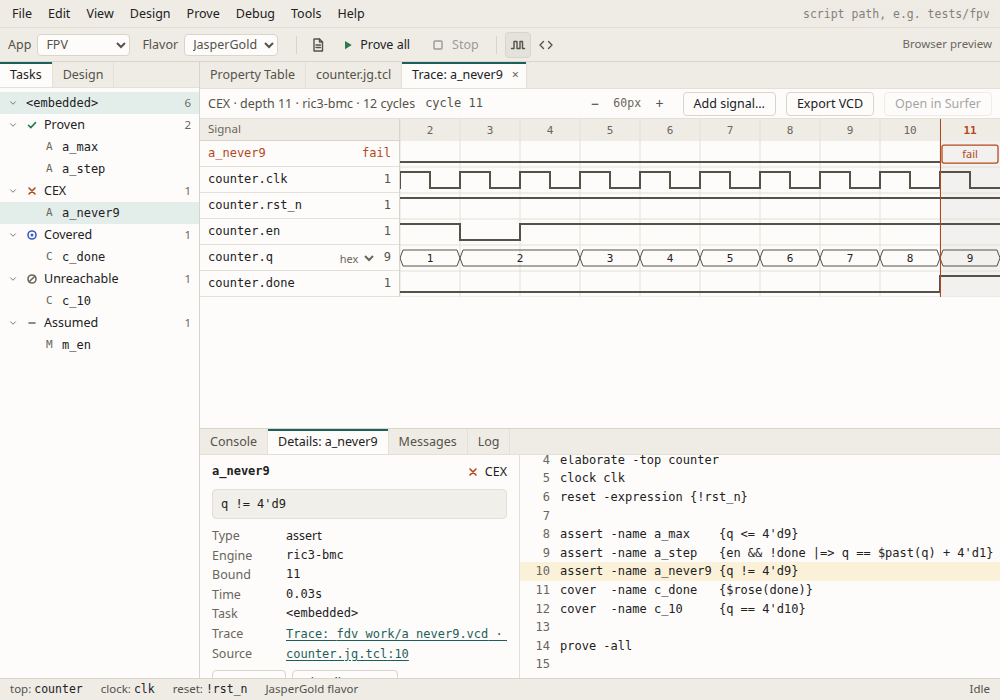 File Edit View Design Prove Debug Tools Help script path, e.g. tests/fpv
App FPV Flavor JasperGold Prove all Stop Browser preview
Tasks Design Property Table counter.jg.tcl Trace: a_never9 ×
<embedded> 6
Proven 2
A a_max
A a_step
CEX 1
A a_never9
Covered 1
C c_done
Unreachable 1
C c_10
Assumed 1
M m_en
CEX · depth 11 · ric3-bmc · 12 cycles cycle 11 − 60px + Add signal... Export VCD Open in Surfer
Signal 2 3 4 5 6 7 8 9 10 11
a_never9 fail fail
counter.clk 1
counter.rst_n 1
counter.en 1
counter.q hex 9 1 2 3 4 5 6 7 8 9
counter.done 1
Console Details: a_never9 Messages Log
a_never9 CEX
q != 4'd9
Type assert
Engine ric3-bmc
Bound 11
Time 0.03s
Task <embedded>
Trace Trace: fdv work/a never9.vcd ·
Source counter.jg.tcl:10
4 elaborate -top counter
5 clock clk
6 reset -expression {!rst_n}
7
8 assert -name a_max {q <= 4'd9}
9 assert -name a_step {en && !done |=> q == $past(q) + 4'd1}
10 assert -name a_never9 {q != 4'd9}
11 cover -name c_done {$rose(done)}
12 cover -name c_10 {q == 4'd10}
13
14 prove -all
15
top: counter clock: clk reset: !rst_n JasperGold flavor Idle